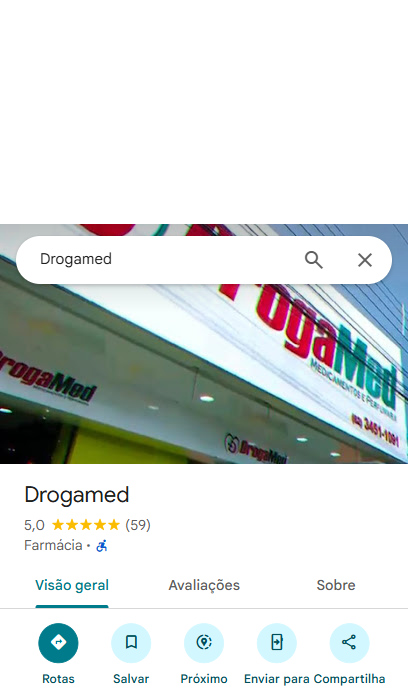 Drogamed
DrogaMed
MEDICAMENTOS E PERFUMARIA
3451-1091
DrogaMed
DrogaMed
Drogamed
5,0 (59)
Farmácia ·
Visão geral Avaliações Sobre
Rotas Salvar Próximo Enviar para Compartilha